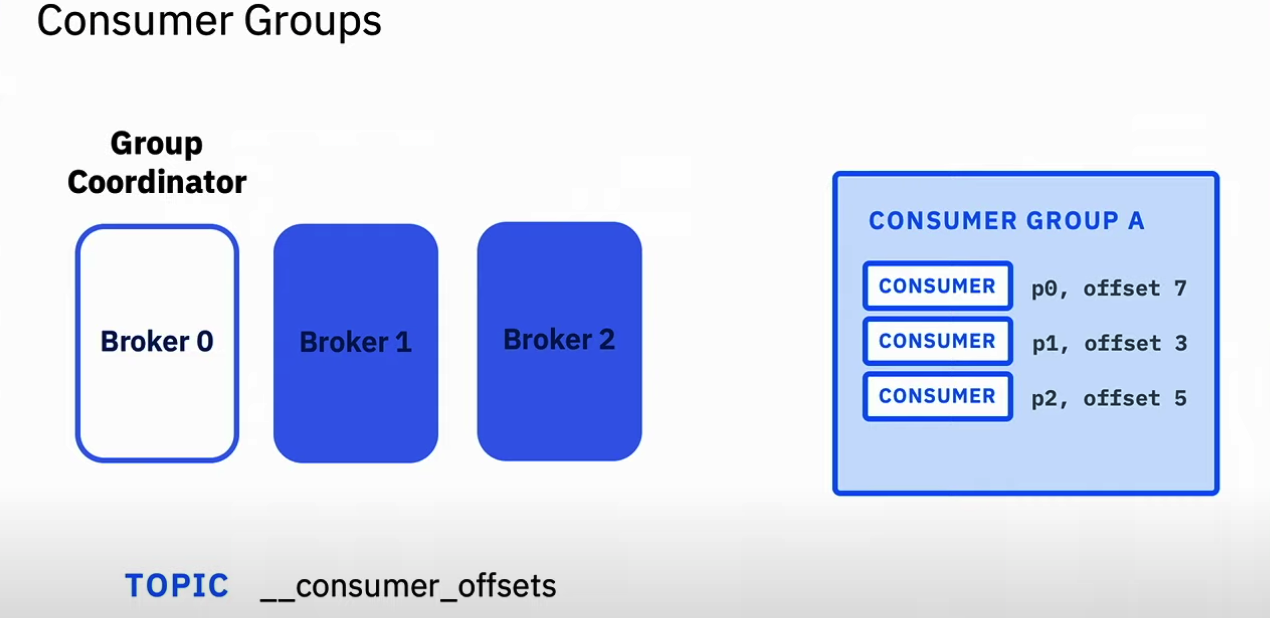 Consumer Groups
Group
Coordinator
Broker 0
Broker 1
Broker 2
CONSUMER GROUP A
CONSUMER p0, offset 7
CONSUMER p1, offset 3
CONSUMER p2, offset 5
TOPIC __consumer_offsets